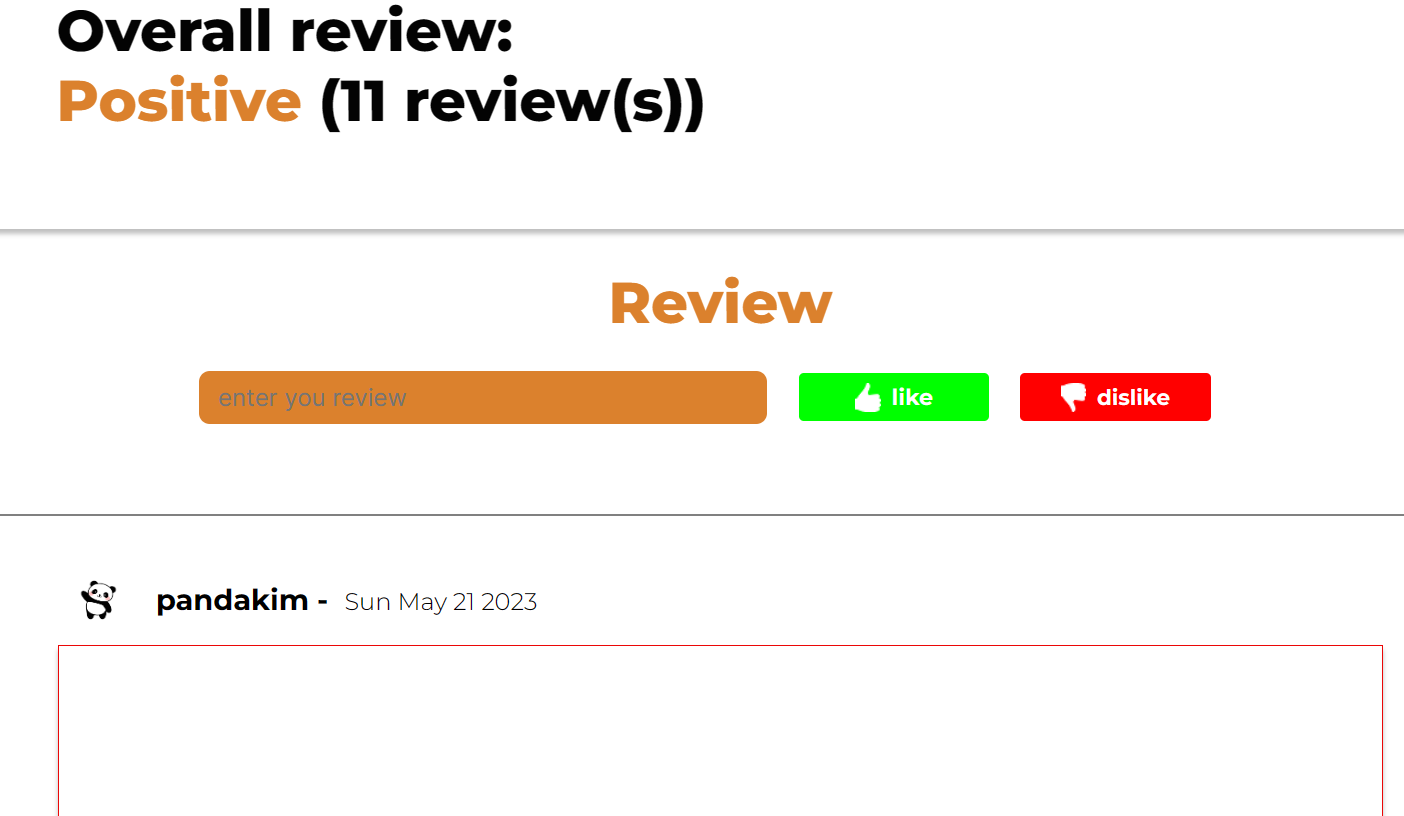 Overall review:
Positive (11 review(s))
Review
enter you review
like
dislike
pandakim - Sun May 21 2023